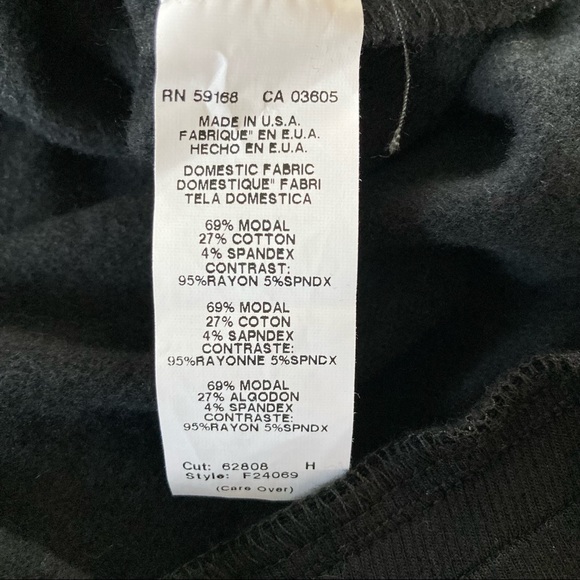 RN 59168 CA 03605
MADE IN U.S.A.
FABRIQUE" EN E.U.A.
HECHO EN E.U.A.
DOMESTIC FABRIC
DOMESTIQUE" FABRI
TELA DOMESTICA
69% MODAL
27% COTTON
4% SPANDEX
CONTRAST:
95%RAYON 5%SPNDX
69% MODAL
27% COTON
4% SAPNDEX
CONTRASTE:
95%RAYONNE 5%SPNDX
69% MODAL
27% ALGODON
4% SPANDEX
CONTRASTE:
95%RAYON 5%SPNDX
Cut: 62808 H
Style: F24069
(Care Over)